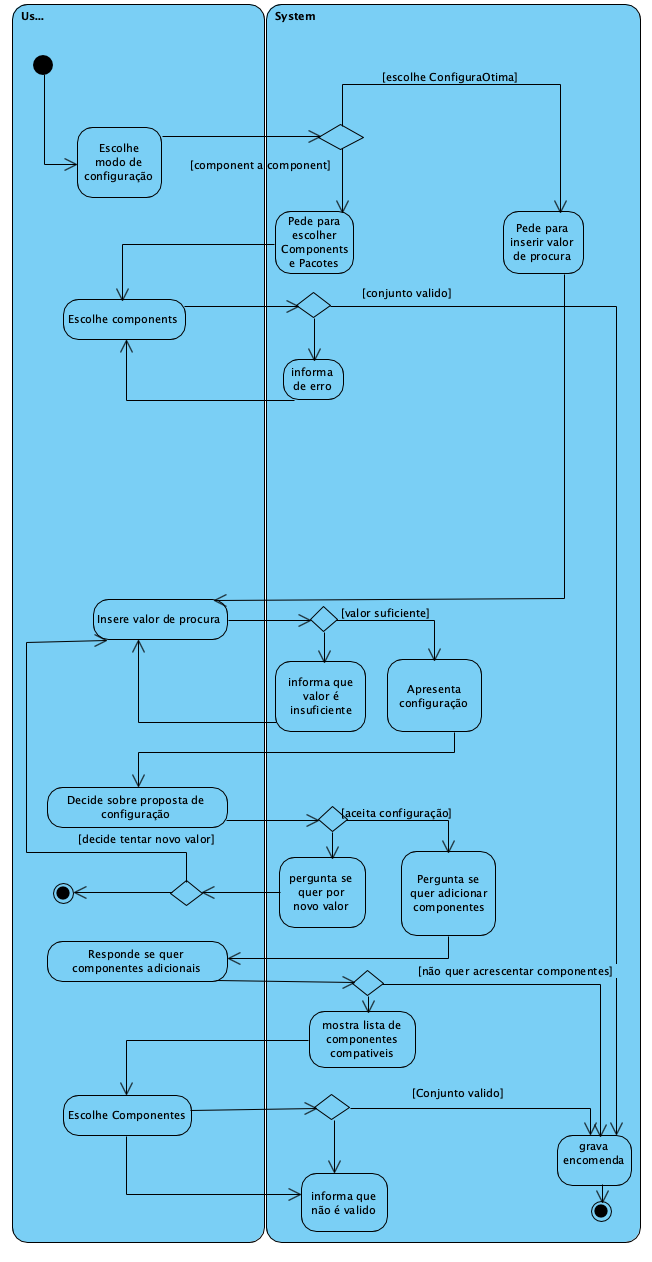 Us...
System
[escolhe ConfiguraOtima]
Escolhe
modo de
configuração
[component a component]
Pede para
escolher
Components
e Pacotes
Pede para
inserir valor
de procura
[conjunto valido]
Escolhe components
informa
de erro
Insere valor de procura
[valor suficiente]
informa que
valor é
insuficiente
Apresenta
configuração
Decide sobre proposta de
configuração
[aceita configuração]
[decide tentar novo valor]
pergunta se
quer por
novo valor
Pergunta se
quer adicionar
componentes
Responde se quer
componentes adicionais
[não quer acrescentar componentes]
mostra lista de
componentes
compativeis
Escolhe Componentes
[Conjunto valido]
grava
encomenda
informa que
não é valido